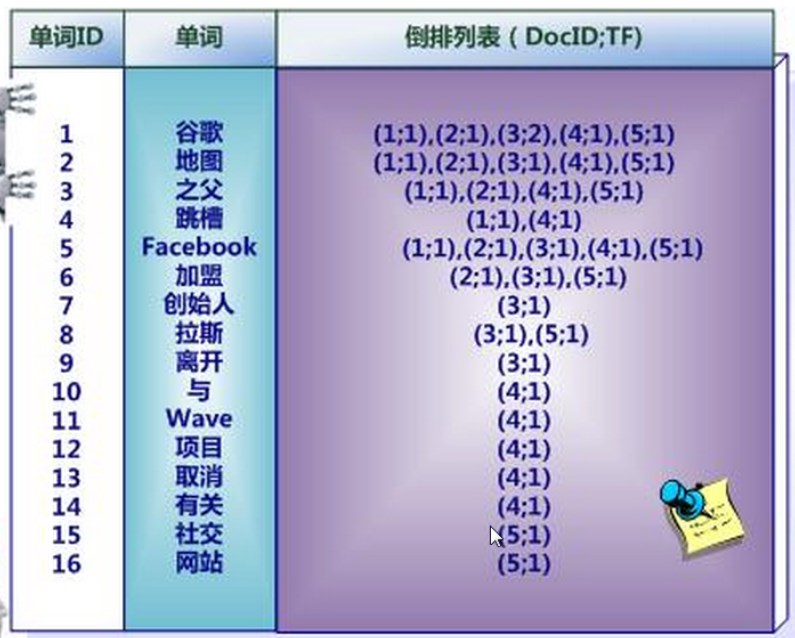 单词ID 单词 倒排列表（DocID;TF)
1 谷歌 (1;1),(2;1),(3;2),(4;1),(5;1)
2 地图 (1;1),(2;1),(3;1),(4;1),(5;1)
3 之父 (1;1),(2;1),(4;1),(5;1)
4 跳槽 (1;1),(4;1)
5 Facebook (1;1),(2;1),(3;1),(4;1),(5;1)
6 加盟 (2;1),(3;1),(5;1)
7 创始人 (3;1)
8 拉斯 (3;1),(5;1)
9 离开 (3;1)
10 与 (4;1)
11 Wave (4;1)
12 项目 (4;1)
13 取消 (4;1)
14 有关 (4;1)
15 社交 (5;1)
16 网站 (5;1)